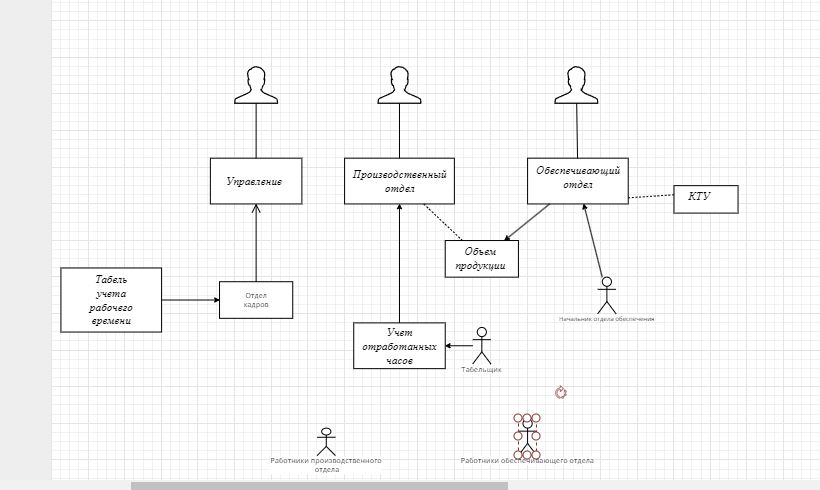 Управление
Производственный
отдел
Обеспечивающий
отдел
КТУ
Объем
продукции
Табель
учета
рабочего
времени
Отдел
кадров
Начальник отдела обеспечения
Учет
отработанных
часов
Табельщик
Работники производственного
отдела
Работники обеспечивающего отдела